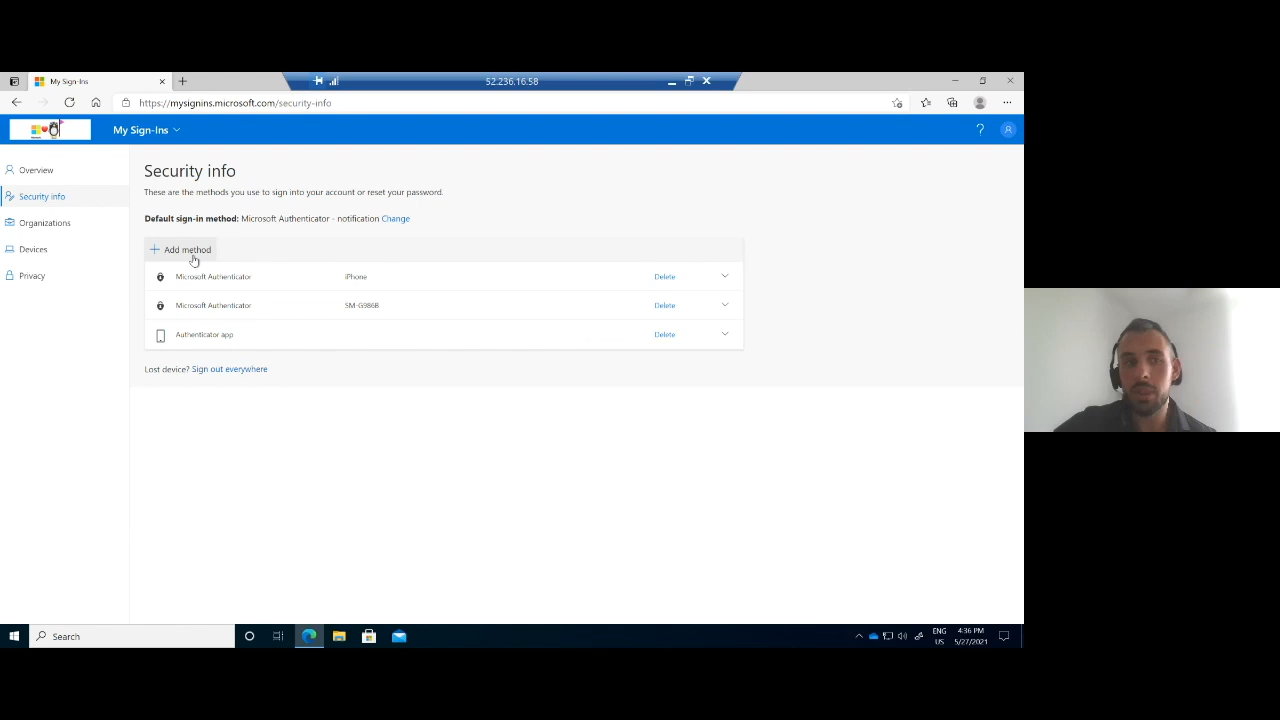 My Sign-Ins
52.236.16.58
https://mysignins.microsoft.com/security-info
My Sign-Ins
?
Overview
Security info
Organizations
Devices
Privacy
Security info
These are the methods you use to sign into your account or reset your password.
Default sign-in method: Microsoft Authenticator - notification Change
Add method
Microsoft Authenticator iPhone Delete
Microsoft Authenticator SM-G986B Delete
Authenticator app Delete
Lost device? Sign out everywhere
Search
ENG
US
4:36 PM
5/27/2021